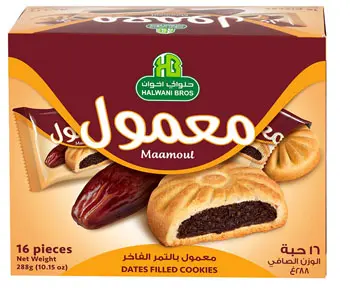 حلواني اخوان
HALWANI BROS
معمول
Maamoul
16 pieces
Net Weight
288g (10.15 oz)
١٦ حبة
الوزن الصافي
٢٨٨غ
معمول بالتمر الفاخر
DATES FILLED COOKIES